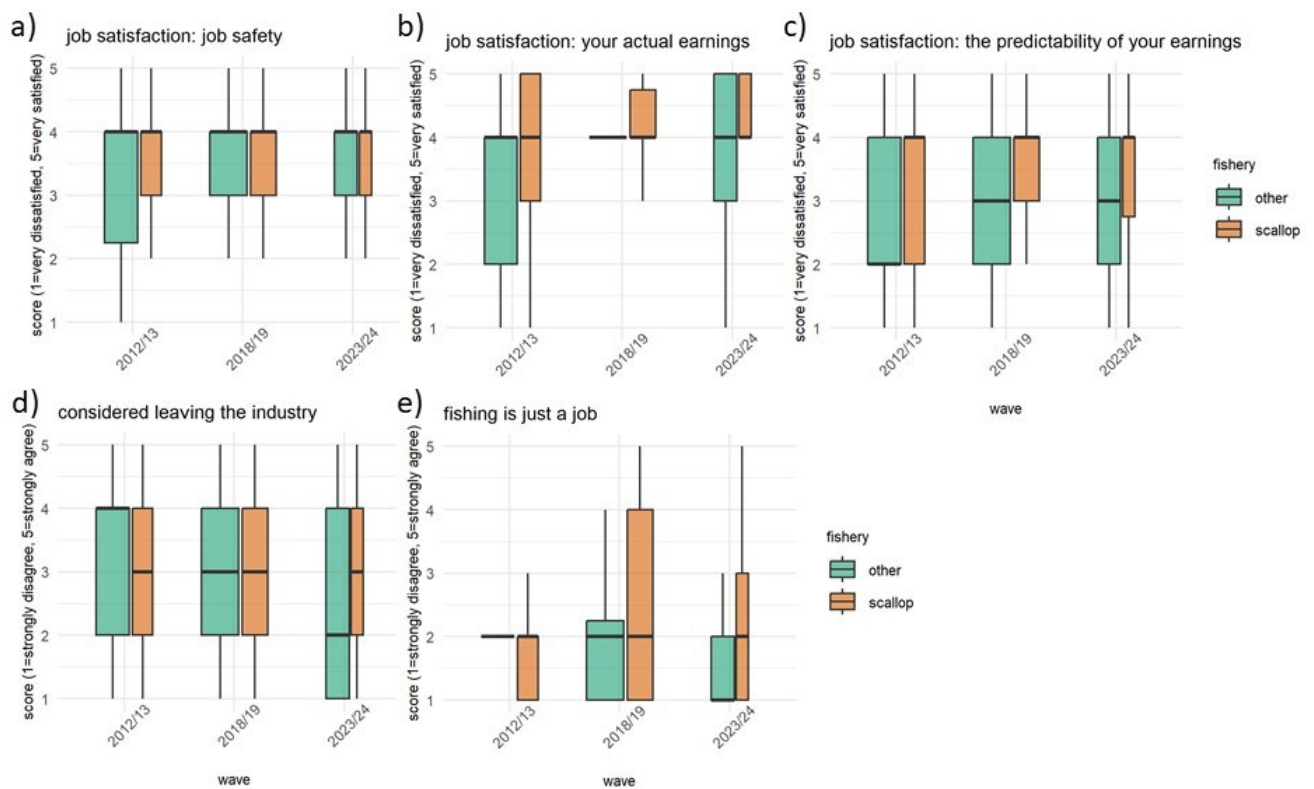 a)
job satisfaction: job safety
score (1=very dissatisfied, 5=very satisfied)
5
4
3
2
1
2012/13
2018/19
2023/24
b)
job satisfaction: your actual earnings
score (1=very dissatisfied, 5=very satisfied)
5
4
3
2
1
2012/13
2018/19
2023/24
c)
job satisfaction: the predictability of your earnings
score (1=very dissatisfied, 5=very satisfied)
5
4
3
2
1
2012/13
2018/19
2023/24
wave
fishery
other
scallop
d)
considered leaving the industry
score (1=strongly disagree, 5=strongly agree)
5
4
3
2
1
2012/13
2018/19
2023/24
wave
e)
fishing is just a job
score (1=strongly disagree, 5=strongly agree)
5
4
3
2
1
2012/13
2018/19
2023/24
wave
fishery
other
scallop